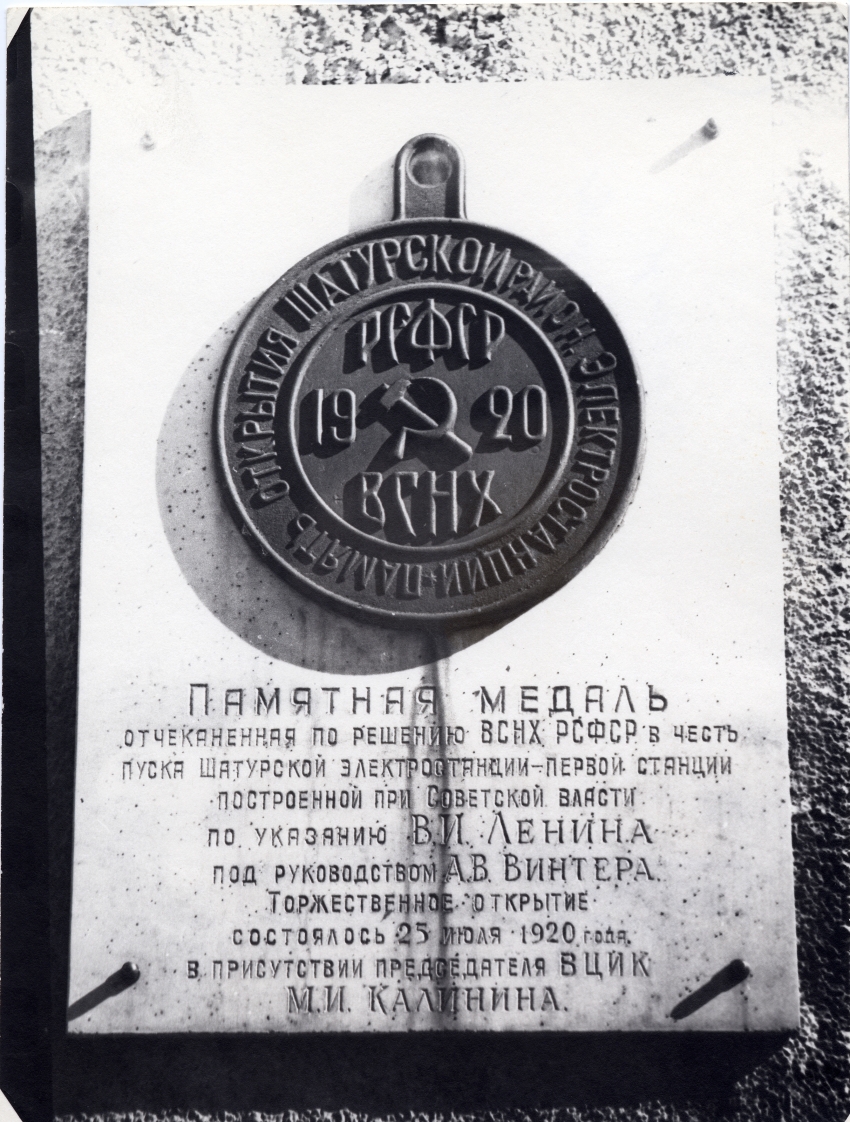 ПАМЯТЬ ОТКРЫТИЯ ШАТУРСКОЙ РАЙОН. ЭЛЕКТРОСТАНЦИИ
РСФСР
1920
ВСНХ
ПАМЯТНАЯ МЕДАЛЬ
ОТЧЕКАНЕННАЯ ПО РЕШЕНИЮ ВСНХ РСФСР В ЧЕСТЬ
ПУСКА ШАТУРСКОЙ ЭЛЕКТРОСТАНЦИИ-ПЕРВОЙ СТАНЦИИ
ПОСТРОЕННОЙ ПРИ СОВЕТСКОЙ ВЛАСТИ
ПО УКАЗАНИЮ В.И. ЛЕНИНА
ПОД РУКОВОДСТВОМ А.В. ВИНТЕРА.
ТОРЖЕСТВЕННОЕ ОТКРЫТИЕ
СОСТОЯЛОСЬ 25 ИЮЛЯ 1920 года.
В ПРИСУТСТВИИ ПРЕДСЕДАТЕЛЯ ВЦИК
М.И. КАЛИНИНА.